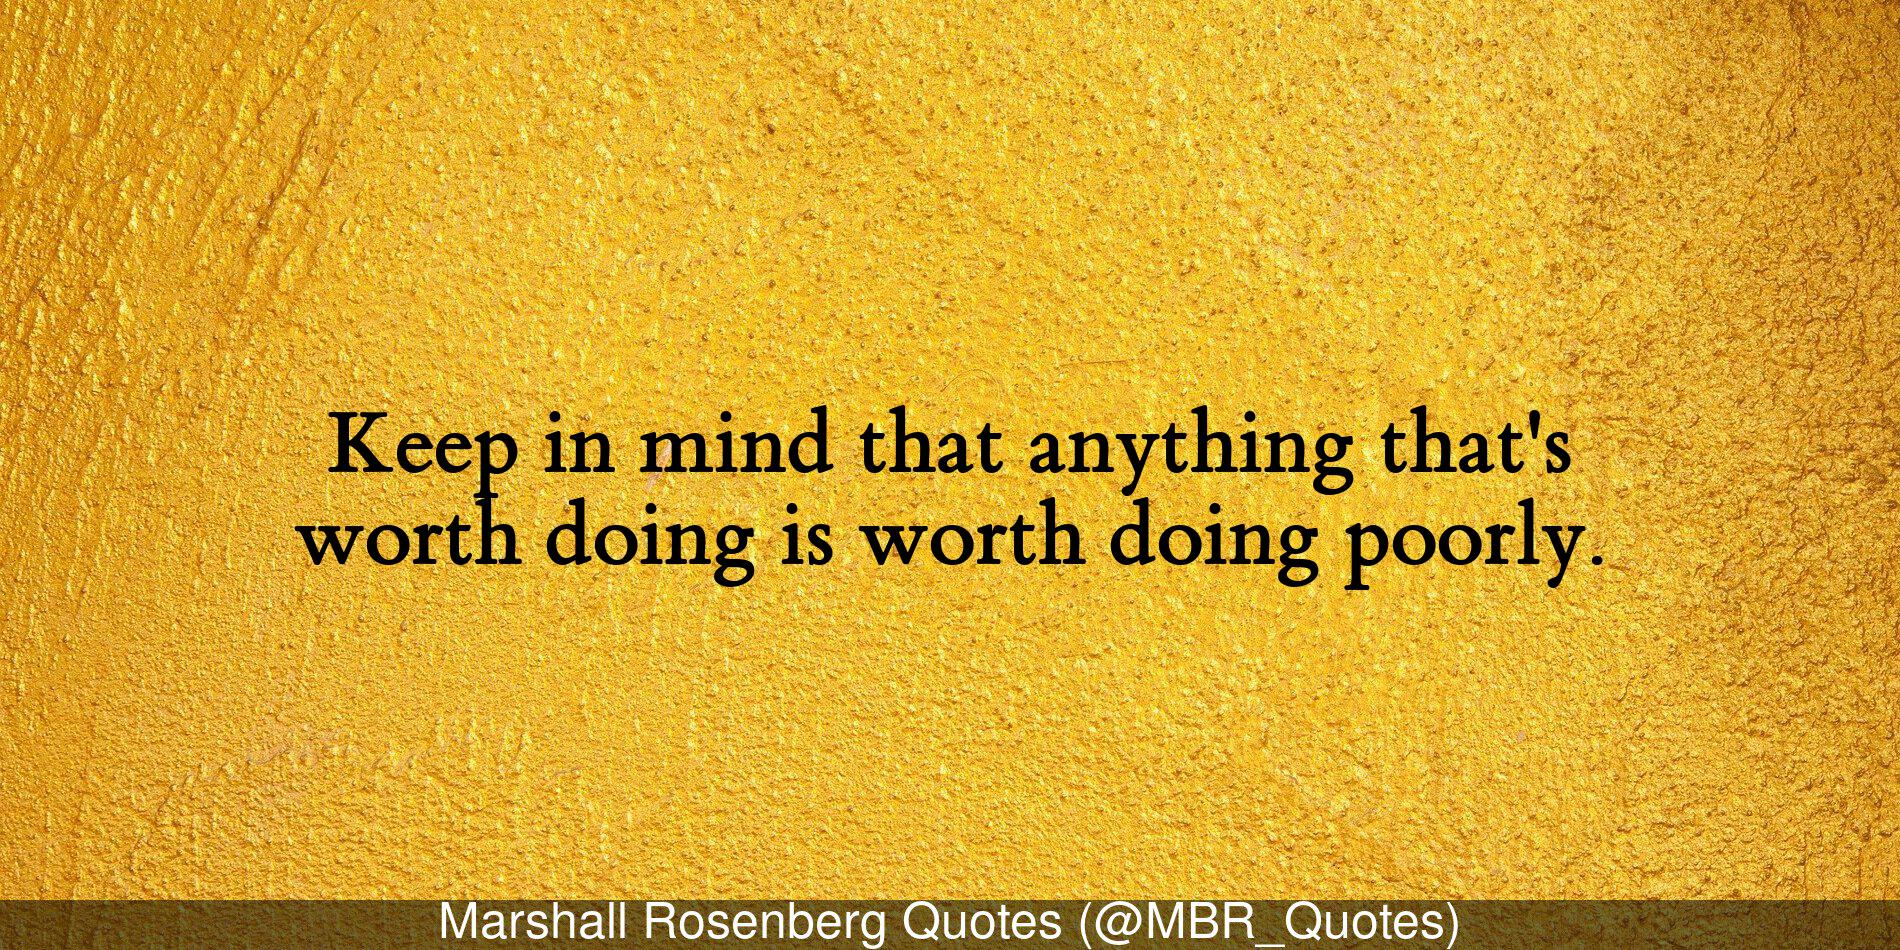 Keep in mind that anything that's
worth doing is worth doing poorly.
Marshall Rosenberg Quotes (@MBR_Quotes)